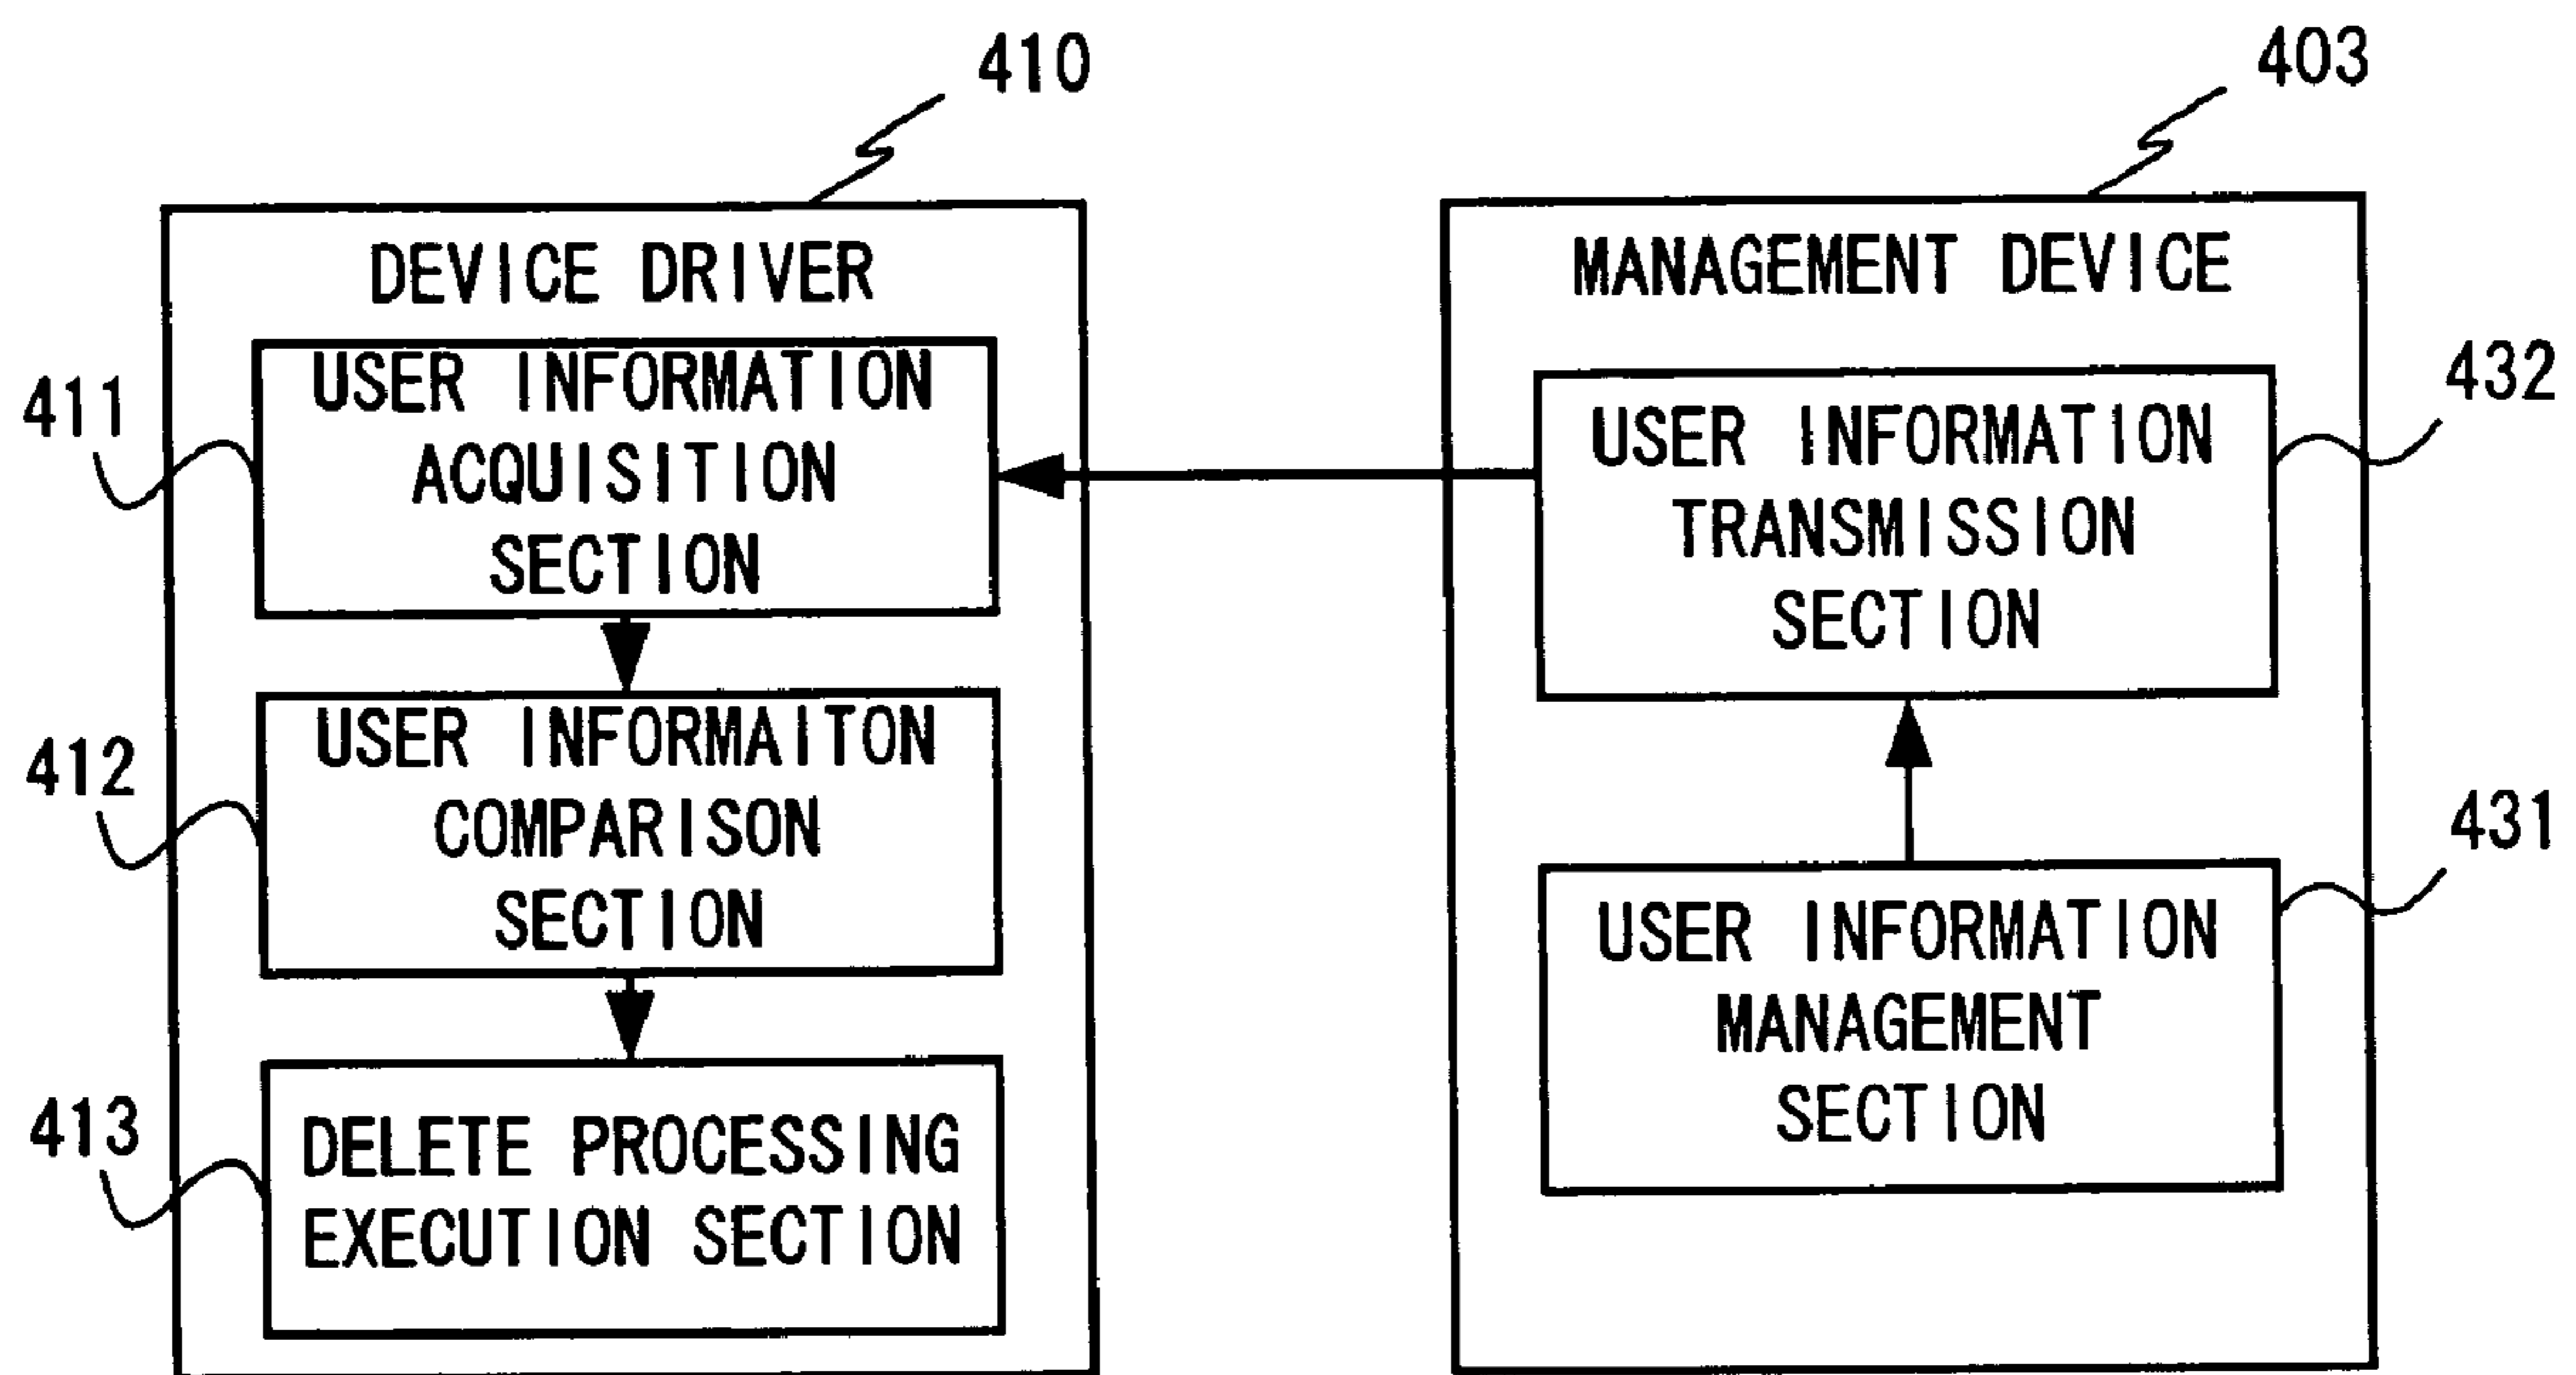 410
DEVICE DRIVER
411
USER INFORMATION
ACQUISITION
SECTION
412
USER INFORMAITON
COMPARISON
SECTION
413
DELETE PROCESSING
EXECUTION SECTION
403
MANAGEMENT DEVICE
432
USER INFORMATION
TRANSMISSION
SECTION
431
USER INFORMATION
MANAGEMENT
SECTION